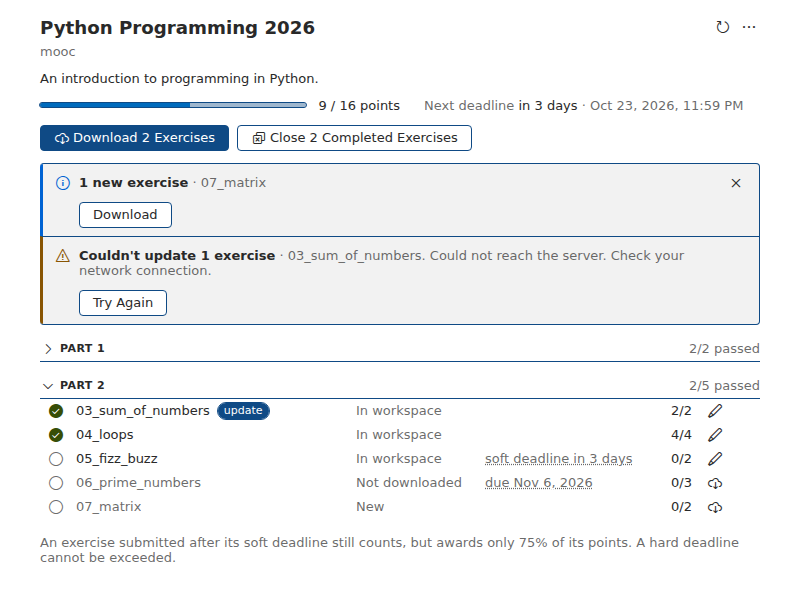 Python Programming 2026
mooc
An introduction to programming in Python.
9 / 16 points Next deadline in 3 days · Oct 23, 2026, 11:59 PM
Download 2 Exercises Close 2 Completed Exercises
1 new exercise · 07_matrix
Download
Couldn't update 1 exercise · 03_sum_of_numbers. Could not reach the server. Check your
network connection.
Try Again
PART 1 2/2 passed
PART 2 2/5 passed
03_sum_of_numbers update In workspace 2/2
04_loops In workspace 4/4
05_fizz_buzz In workspace soft deadline in 3 days 0/2
06_prime_numbers Not downloaded due Nov 6, 2026 0/3
07_matrix New 0/2
An exercise submitted after its soft deadline still counts, but awards only 75% of its points. A hard deadline
cannot be exceeded.